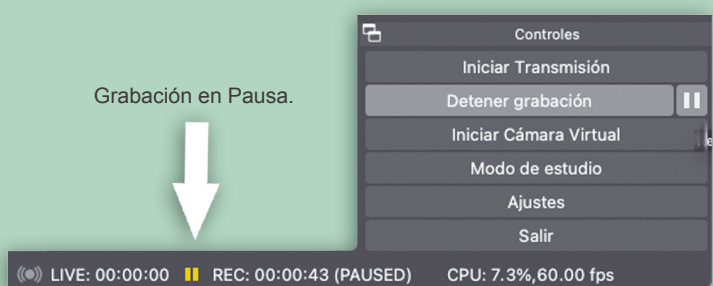 Controles
Iniciar Transmisión
Grabación en Pausa.
Detener grabación
Iniciar Cámara Virtual
Modo de estudio
Ajustes
Salir
LIVE: 00:00:00 REC: 00:00:43 (PAUSED) CPU: 7.3%,60.00 fps